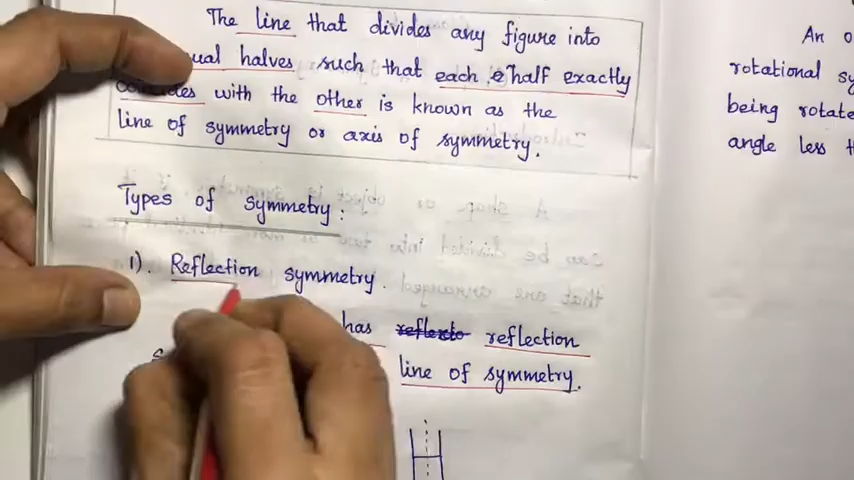 The line that divides any figure into
ual halves such that each e half exactly
coincides with the other is known as the
line of symmetry or axis of symmetry.
Types of symmetry:
1). Reflection symmetry.
has reflecto reflection
line of symmetry.
An o
rotational sy
being rotate
angle less t